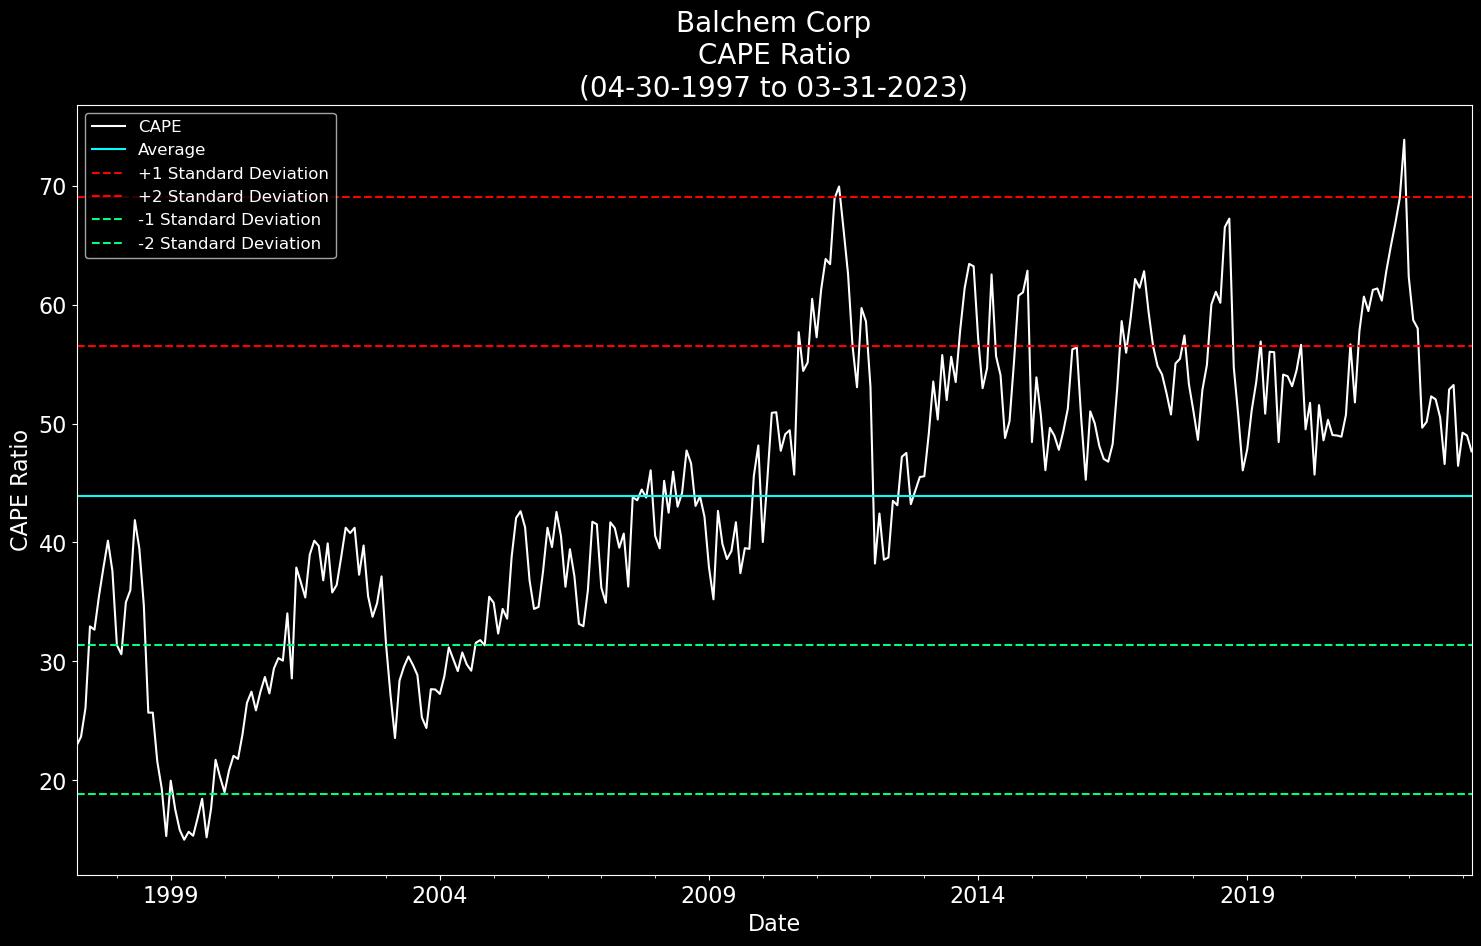 Balchem Corp
CAPE Ratio
(04-30-1997 to 03-31-2023)
CAPE
Average
+1 Standard Deviation
+2 Standard Deviation
-1 Standard Deviation
-2 Standard Deviation
CAPE Ratio
70
60
50
40
30
20
1999
2004
2009
2014
2019
Date